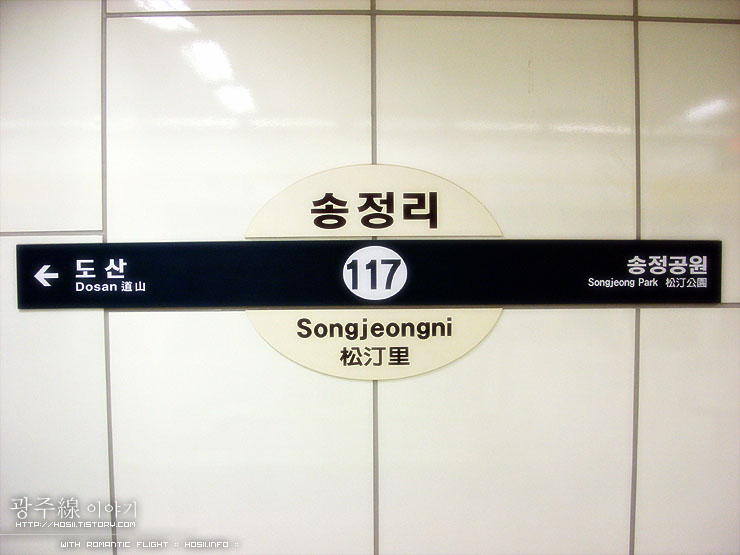 송정리
← 도산
Dosan 道山
117
송정공원
Songjeong Park 松汀公園
Songjeongni
松汀里
광주線 이야기
HTTP://HOSII.TISTORY.COM
WITH ROMANTIC FLIGHT :: HOSII.INFO ::